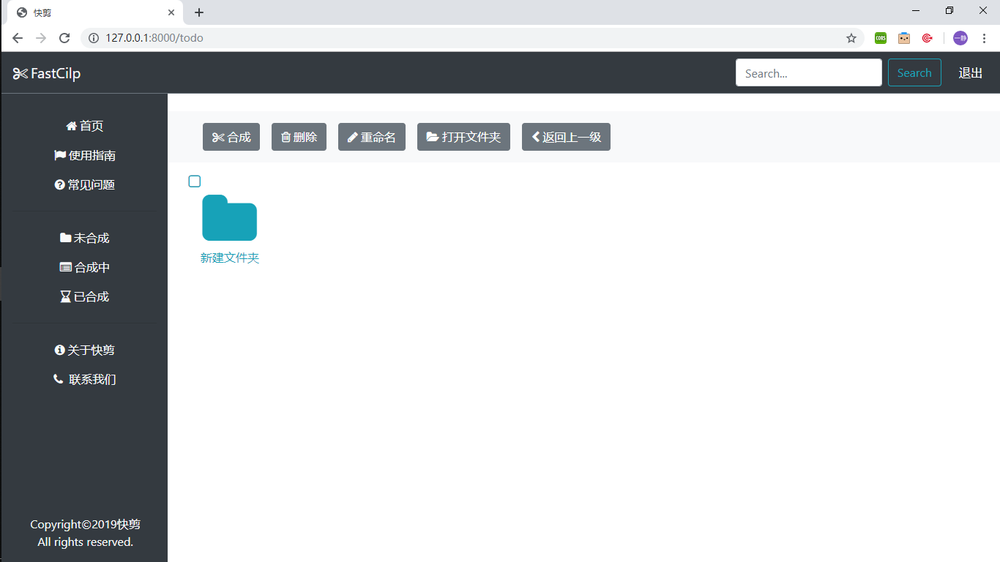 快剪
127.0.0.1:8000/todo
CORS
一静
FastCilp
Search...
Search
退出
首页
使用指南
常见问题
未合成
合成中
已合成
关于快剪
联系我们
Copyright©2019快剪
All rights reserved.
合成
删除
重命名
打开文件夹
返回上一级
新建文件夹